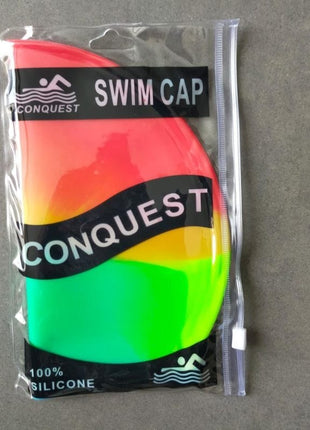 CONQUEST
SWIM CAP
CONQUEST
100%
SILICONE